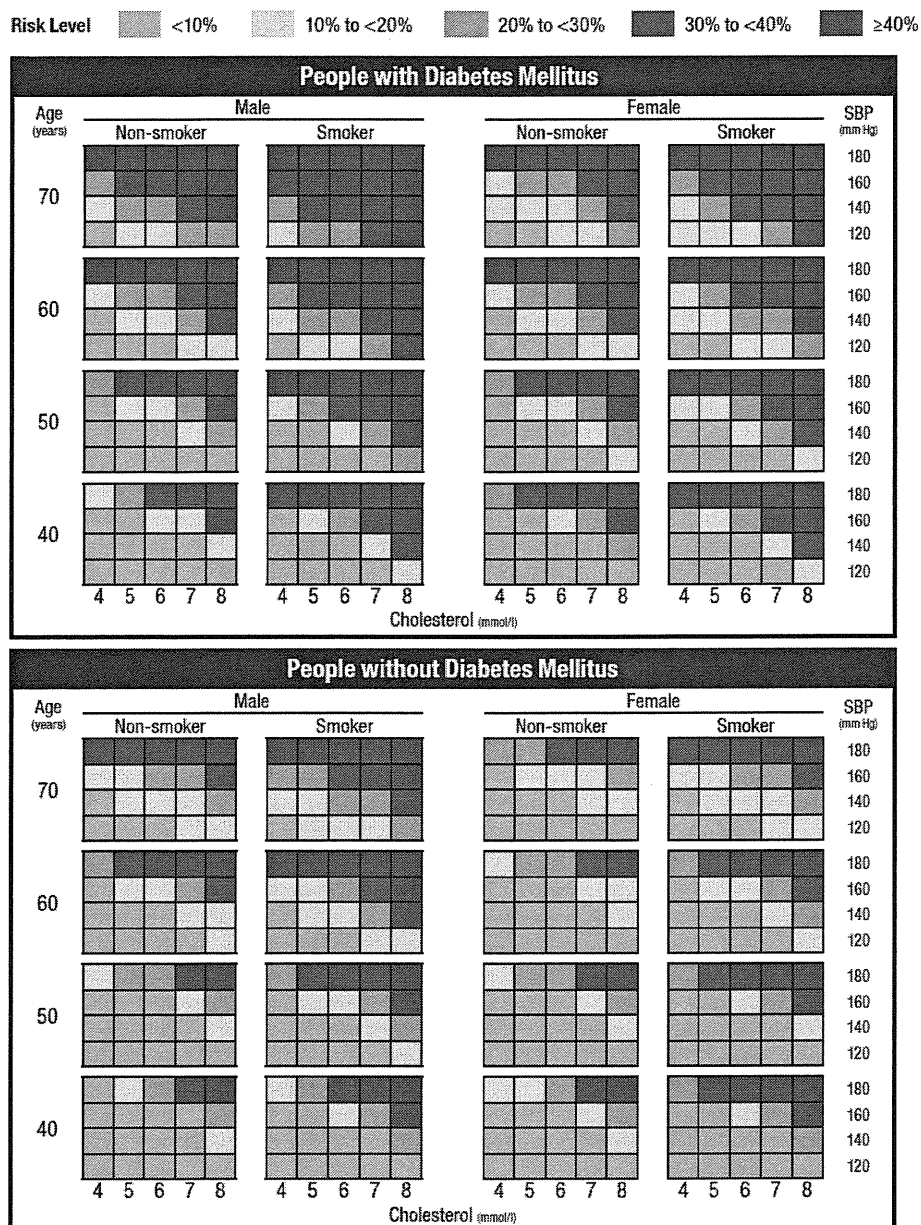 Risk Level <10% 10% to <20% 20% to <30% 30% to <40% ≥40%
People with Diabetes Mellitus
Age (years) Male Female SBP (mm Hg)
Non-smoker Smoker Non-smoker Smoker
180
70 160
140
120
180
60 160
140
120
180
50 160
140
120
180
40 160
140
120
4 5 6 7 8 4 5 6 7 8 4 5 6 7 8 4 5 6 7 8
Cholesterol (mmol/l)
People without Diabetes Mellitus
Age (years) Male Female SBP (mm Hg)
Non-smoker Smoker Non-smoker Smoker
180
70 160
140
120
180
60 160
140
120
180
50 160
140
120
180
40 160
140
120
4 5 6 7 8 4 5 6 7 8 4 5 6 7 8 4 5 6 7 8
Cholesterol (mmol/l)